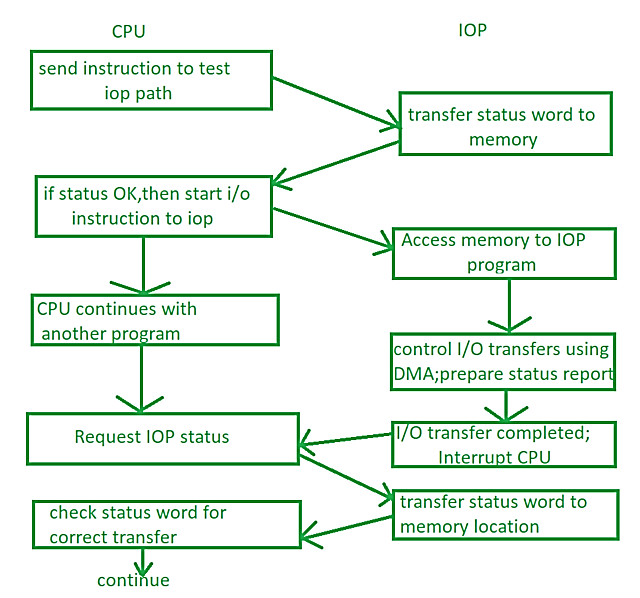 CPU
IOP
send instruction to test
iop path
transfer status word to
memory
if status OK,then start i/o
instruction to iop
Access memory to IOP
program
CPU continues with
another program
control I/O transfers using
DMA;prepare status report
Request IOP status
I/O transfer completed;
Interrupt CPU
transfer status word to
memory location
check status word for
correct transfer
continue